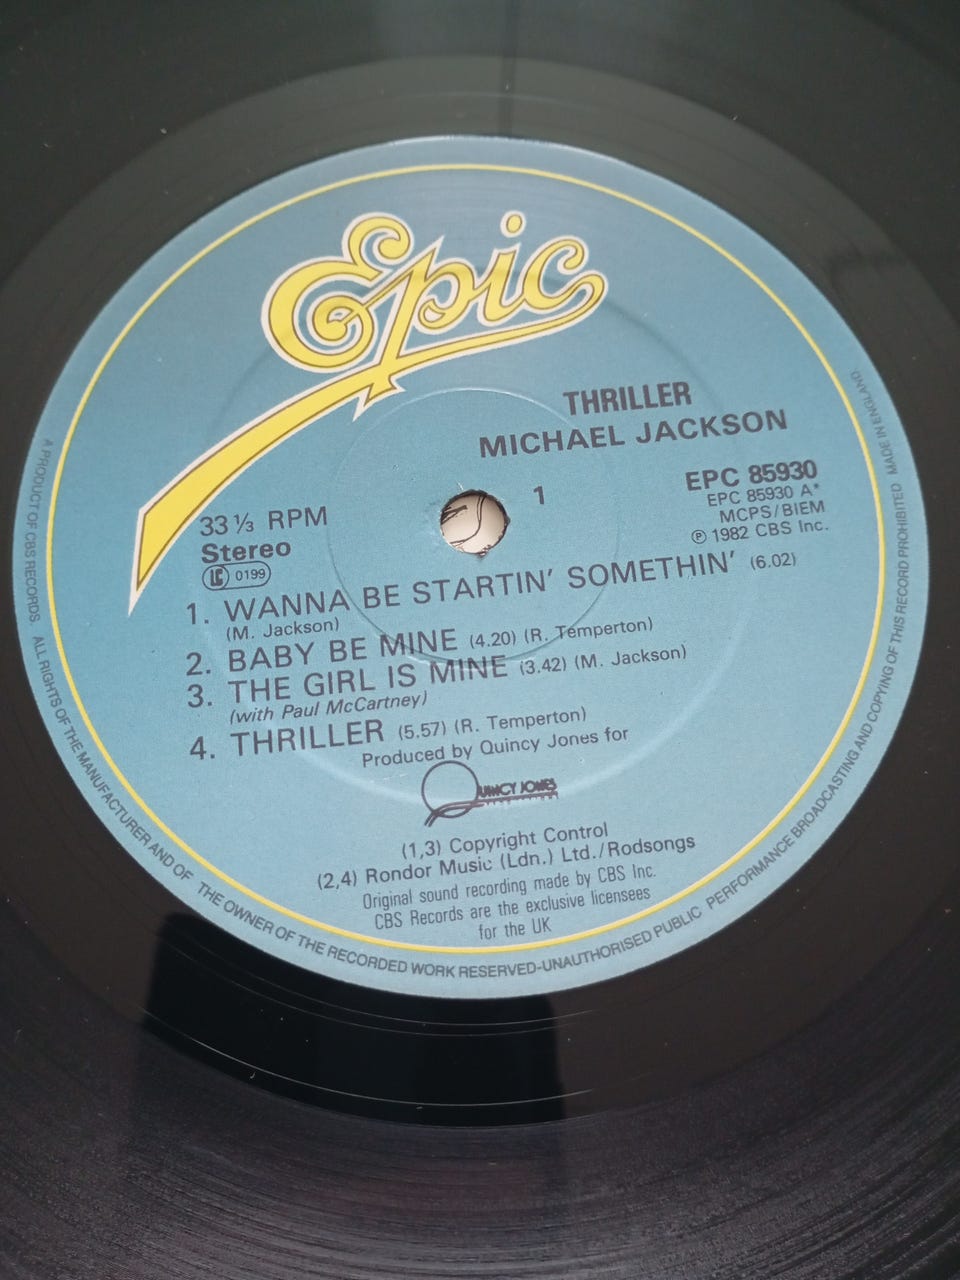 Epic
THRILLER
MICHAEL JACKSON
1
EPC 85930
EPC 85930 A*
MCPS/BIEM
℗ 1982 CBS Inc.
33 ⅓ RPM
Stereo
LC 0199
1. WANNA BE STARTIN' SOMETHIN' (6.02)
(M. Jackson)
2. BABY BE MINE (4.20) (R. Temperton)
3. THE GIRL IS MINE (3.42) (M. Jackson)
(with Paul McCartney)
4. THRILLER (5.57) (R. Temperton)
Produced by Quincy Jones for
QUINCY JONES
(1,3) Copyright Control
(2,4) Rondor Music (Ldn.) Ltd./Rodsongs
Original sound recording made by CBS Inc.
CBS Records are the exclusive licensees
for the UK
A PRODUCT OF CBS RECORDS. ALL RIGHTS OF THE MANUFACTURER AND OF THE OWNER OF THE RECORDED WORK RESERVED-UNAUTHORISED PUBLIC PERFORMANCE BROADCASTING AND COPYING OF THIS RECORD PROHIBITED MADE IN ENGLAND.